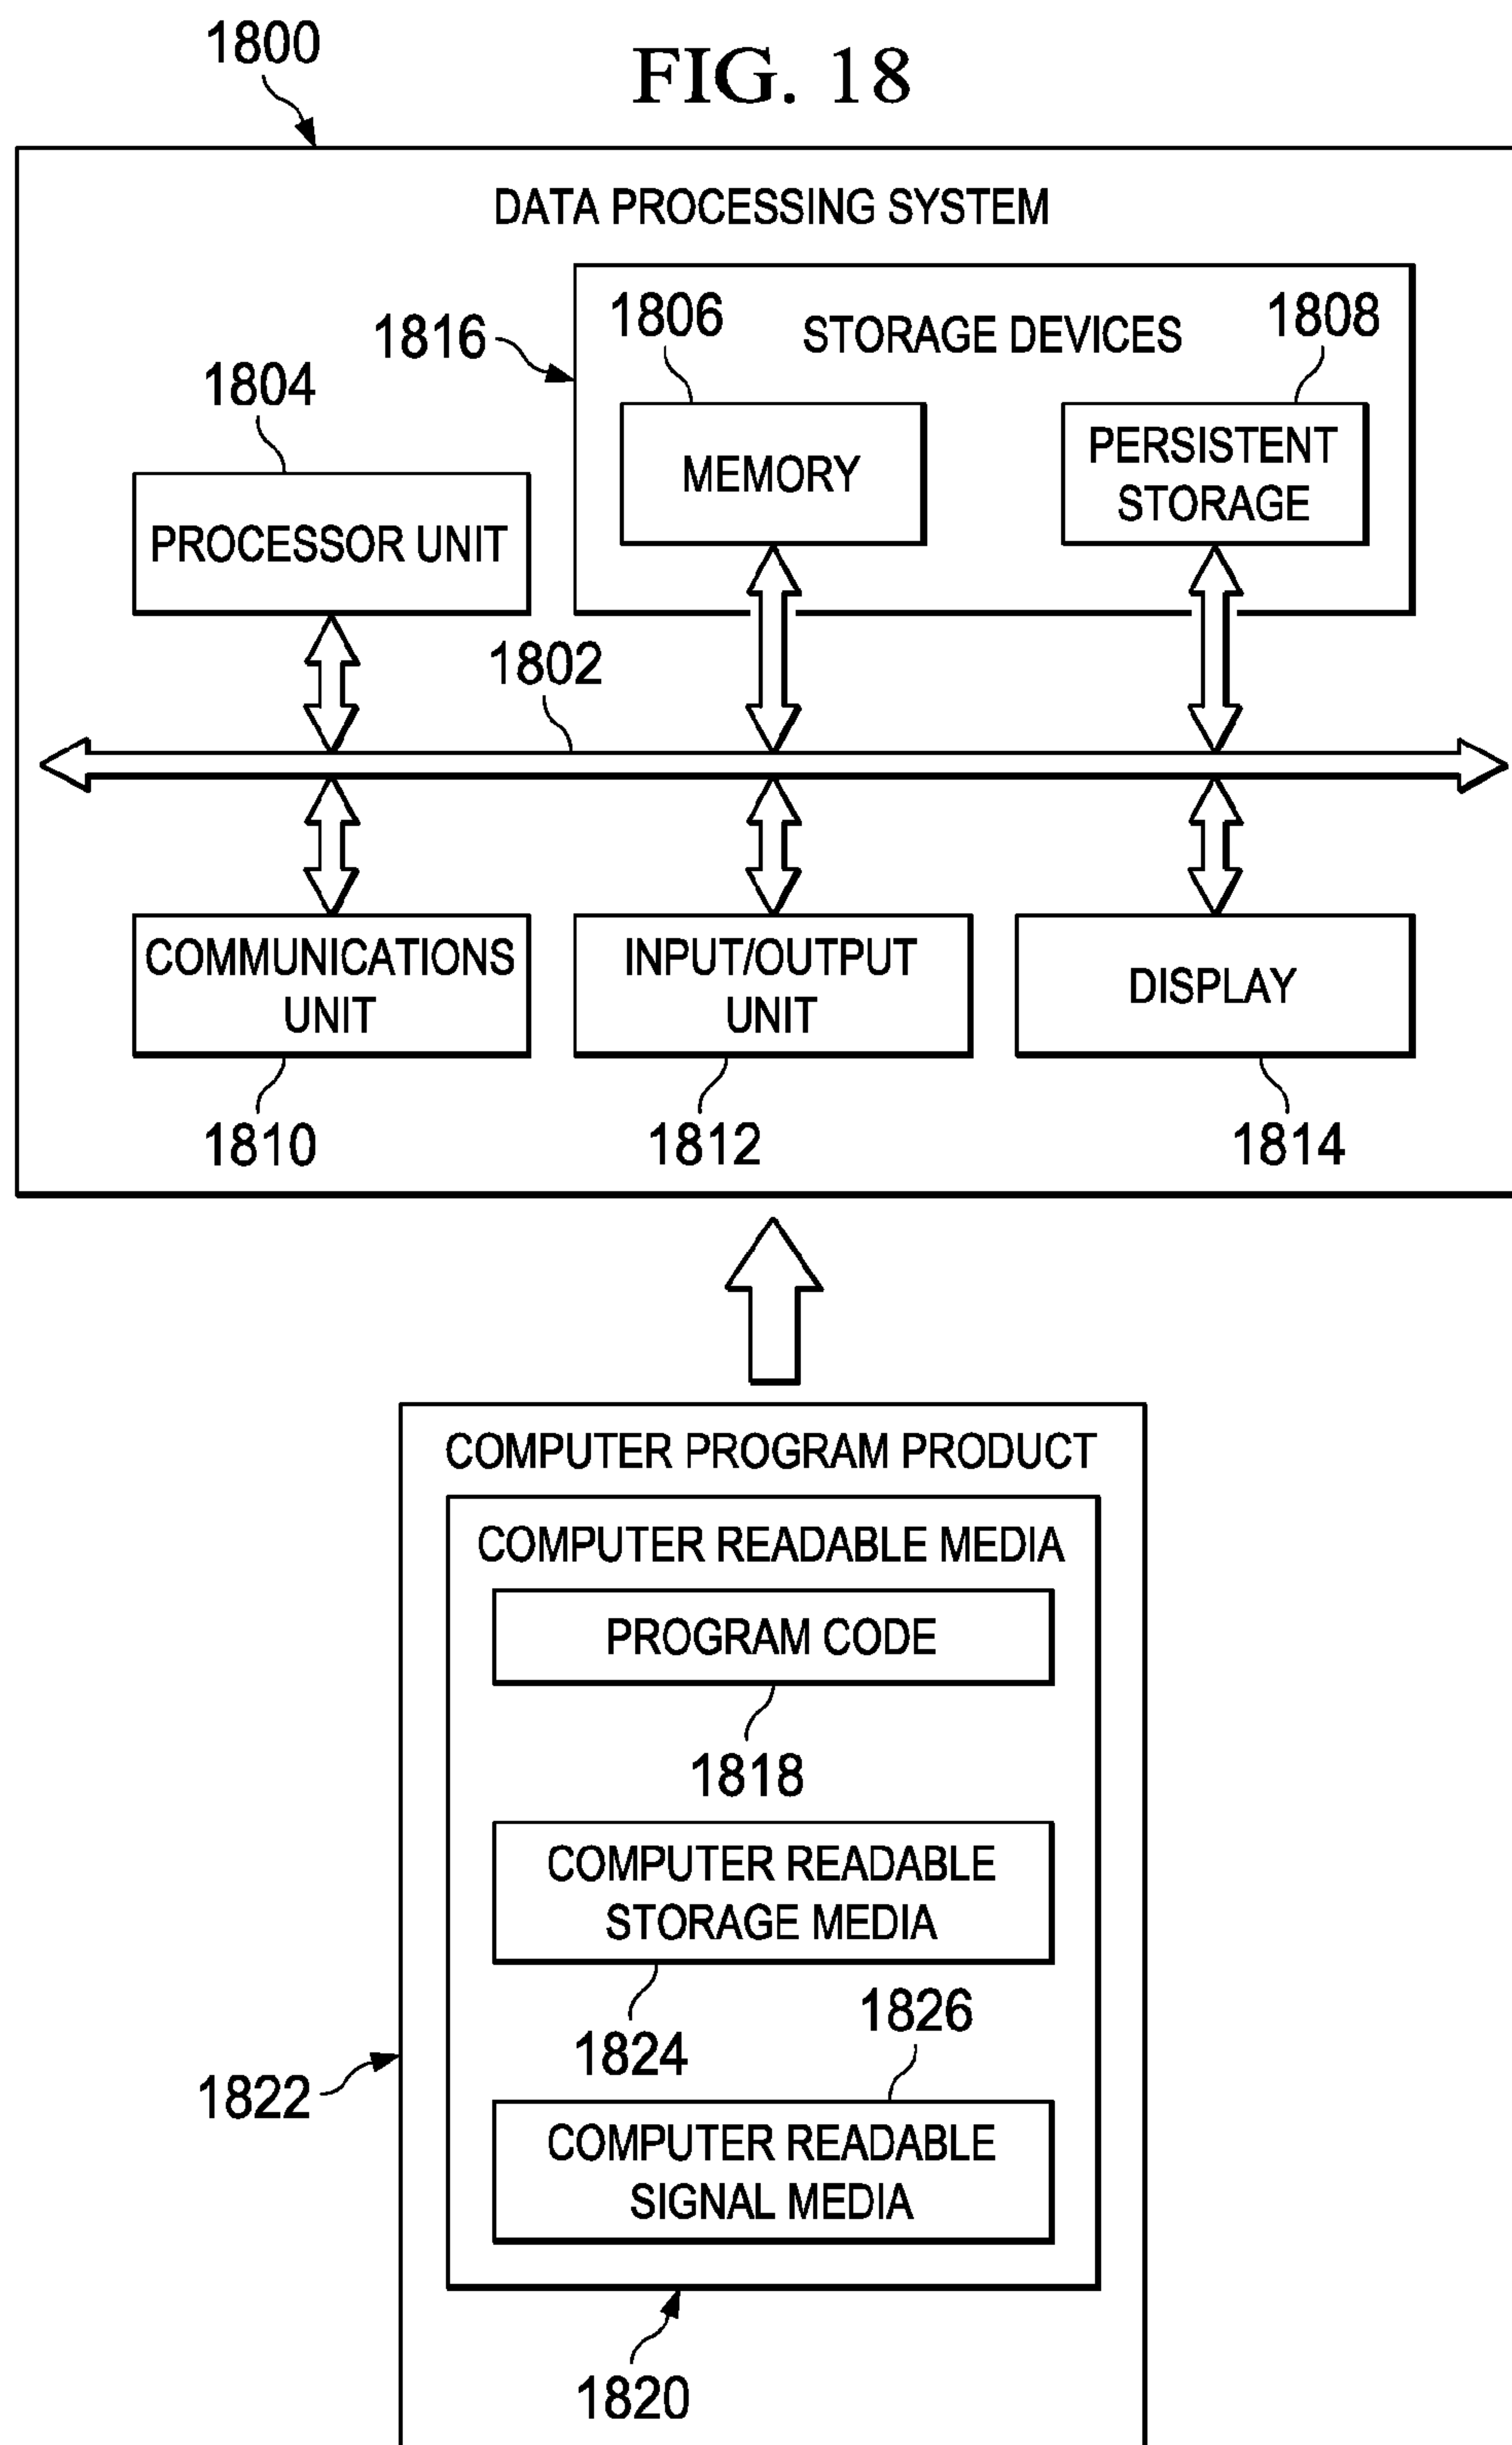 1800
FIG. 18
DATA PROCESSING SYSTEM
1816
1806
STORAGE DEVICES
1808
1804
MEMORY
PERSISTENT
STORAGE
PROCESSOR UNIT
1802
COMMUNICATIONS
UNIT
INPUT/OUTPUT
UNIT
DISPLAY
1810
1812
1814
COMPUTER PROGRAM PRODUCT
COMPUTER READABLE MEDIA
PROGRAM CODE
1818
COMPUTER READABLE
STORAGE MEDIA
1824
1826
1822
COMPUTER READABLE
SIGNAL MEDIA
1820